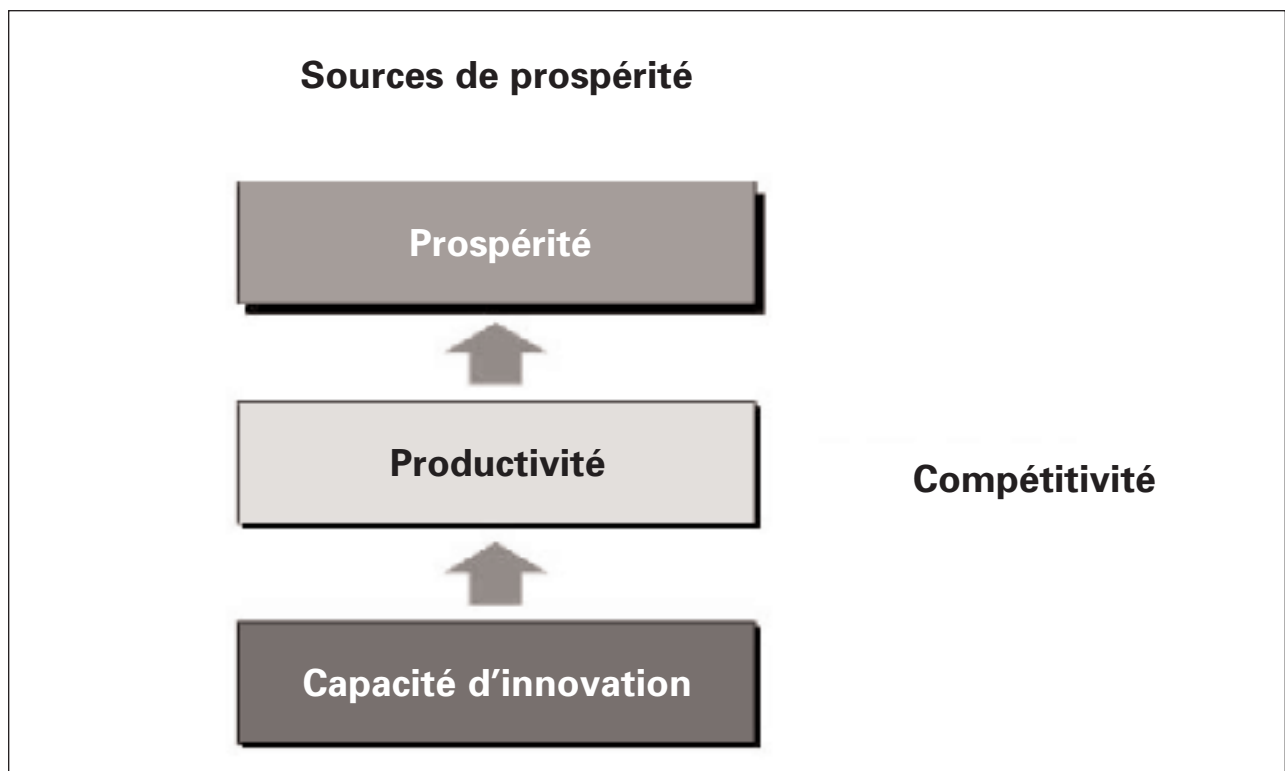 Sources de prospérité
Prospérité
Productivité
Compétitivité
Capacité d’innovation